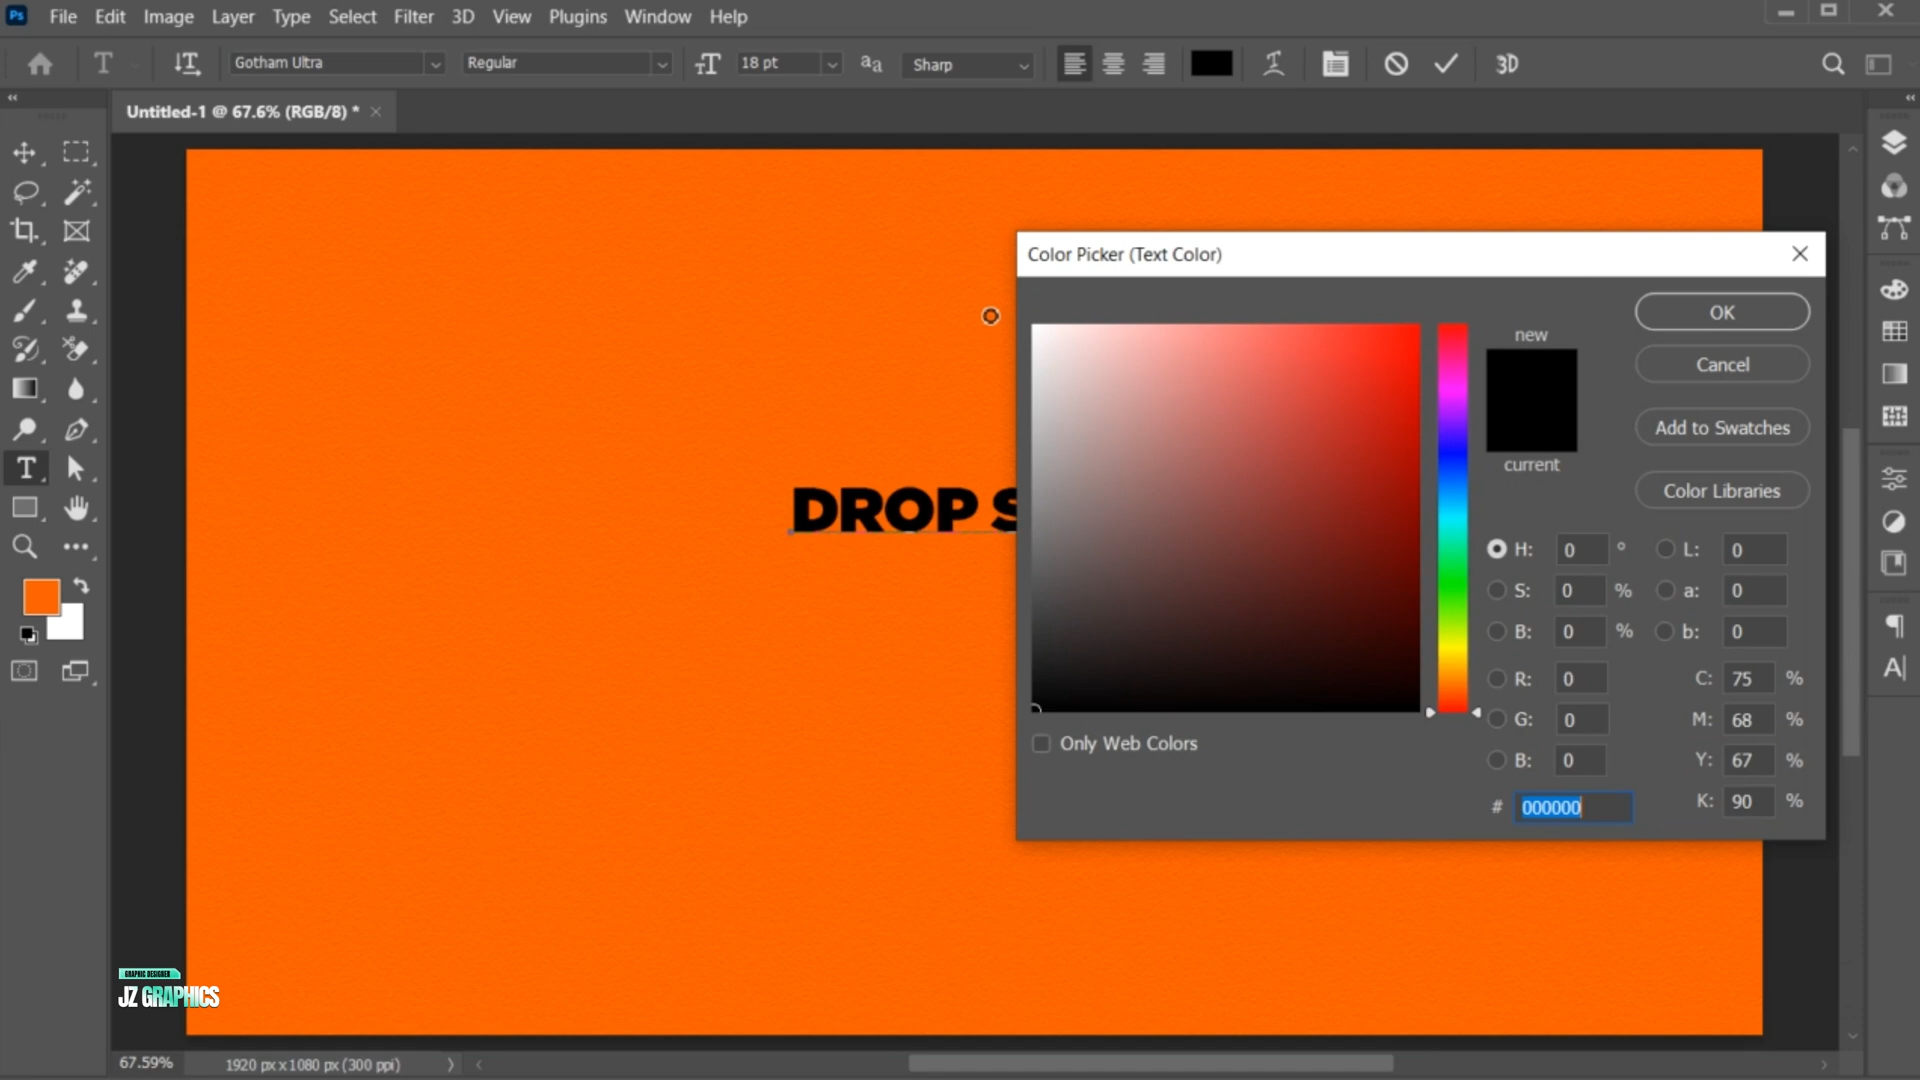 Ps File Edit Image Layer Type Select Filter 3D View Plugins Window Help
Gotham Ultra Regular 18 pt Sharp 3D
Untitled-1 @ 67.6% (RGB/8) *
Color Picker (Text Color)
OK
new
Cancel
Add to Swatches
current
Color Libraries
DROP S
H: 0 ° L: 0
S: 0 % a: 0
B: 0 % b: 0
R: 0 C: 75 %
G: 0 M: 68 %
Only Web Colors
B: 0 Y: 67 %
# 000000 K: 90 %
GRAPHIC DESIGNER
JZ GRAPHICS
67.59% 1920 px x 1080 px (300 ppi)